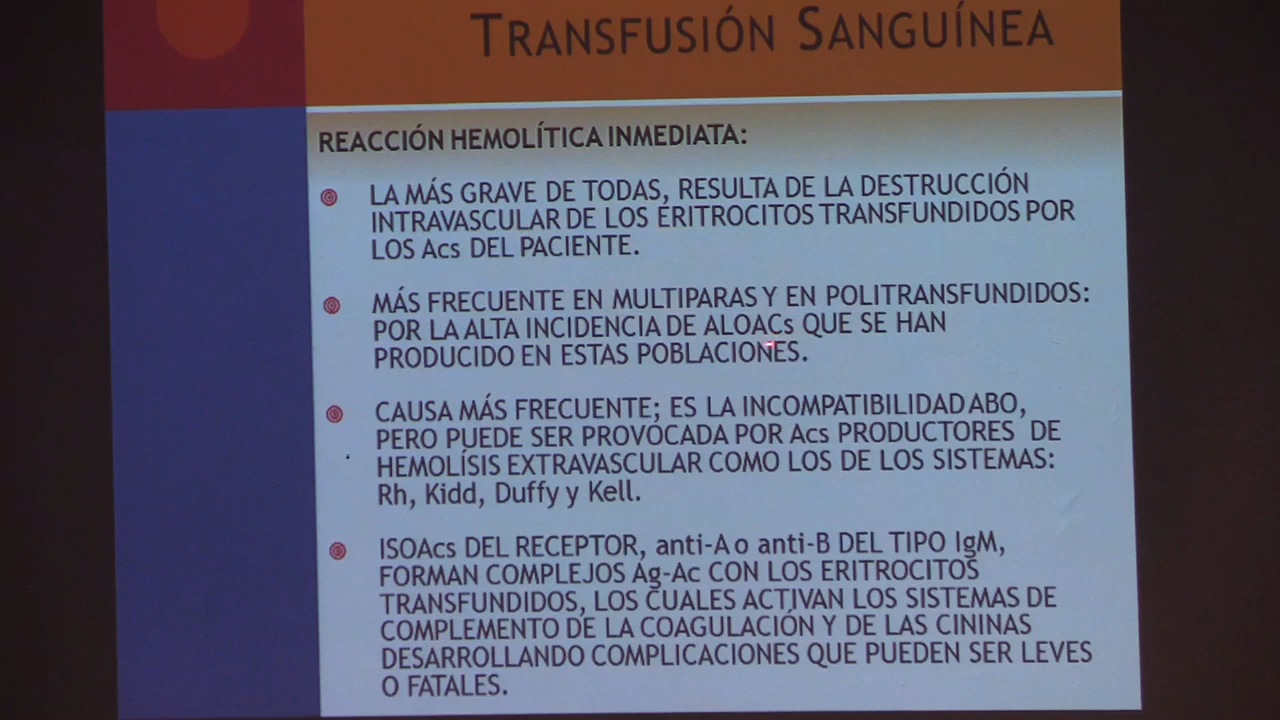 TRANSFUSIÓN SANGUÍNEA
REACCIÓN HEMOLÍTICA INMEDIATA:
LA MÁS GRAVE DE TODAS, RESULTA DE LA DESTRUCCIÓN
INTRAVASCULAR DE LOS ERITROCITOS TRANSFUNDIDOS POR
LOS Acs DEL PACIENTE.
MÁS FRECUENTE EN MULTIPARAS Y EN POLITRANSFUNDIDOS:
POR LA ALTA INCIDENCIA DE ALOACs QUE SE HAN
PRODUCIDO EN ESTAS POBLACIONES.
CAUSA MÁS FRECUENTE; ES LA INCOMPATIBILIDAD ABO,
PERO PUEDE SER PROVOCADA POR Acs PRODUCTORES DE
HEMOLÍSIS EXTRAVASCULAR COMO LOS DE LOS SISTEMAS:
Rh, Kidd, Duffy y Kell.
ISOAcs DEL RECEPTOR, anti-A o anti-B DEL TIPO IgM,
FORMAN COMPLEJOS Ag-Ac CON LOS ERITROCITOS
TRANSFUNDIDOS, LOS CUALES ACTIVAN LOS SISTEMAS DE
COMPLEMENTO DE LA COAGULACIÓN Y DE LAS CININAS
DESARROLLANDO COMPLICACIONES QUE PUEDEN SER LEVES
O FATALES.